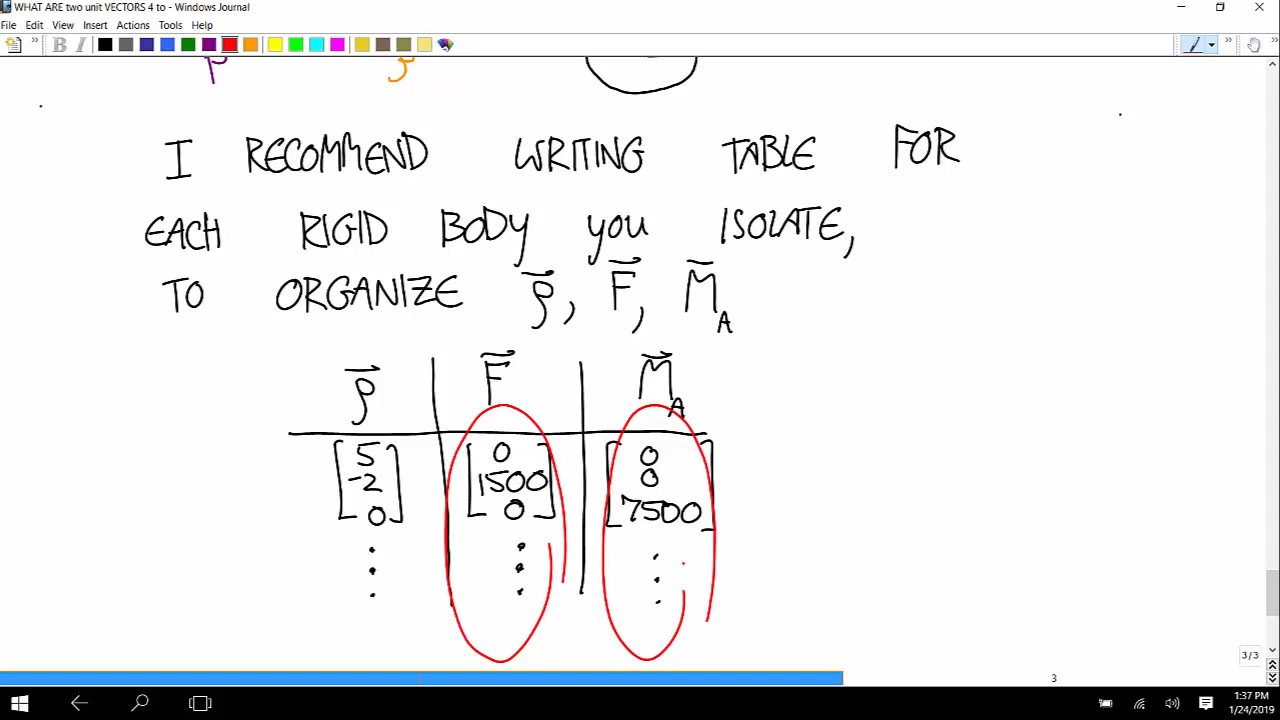 WHAT ARE two unit VECTORS 4 to - Windows Journal
File Edit View Insert Actions Tools Help
B I
I RECOMMEND WRITING TABLE FOR
EACH RIGID BODY you ISOLATE,
TO ORGANIZE ρ⃗, F⃗, M⃗_A
ρ⃗ F⃗ M⃗_A
5 0 0
-2 1500 0
0 0 7500
3/3
3
1:37 PM
1/24/2019